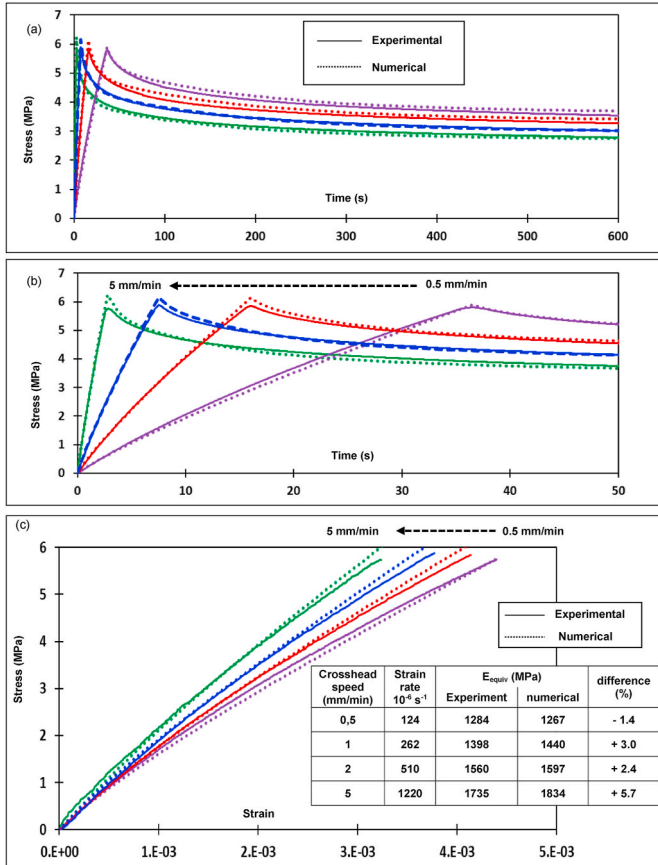 (a)
7
6
5
4
3
2
1
0
Stress (MPa)
Experimental
Numerical
Time (s)
0 100 200 300 400 500 600
(b)
7
6
5
4
3
2
1
0
Stress (MPa)
5 mm/min 0.5 mm/min
Time (s)
0 10 20 30 40 50
(c)
5 mm/min 0.5 mm/min
6
5
4
3
2
1
0
Stress (MPa)
Experimental
Numerical
Crosshead Strain Eequiv (MPa) difference
speed rate (%)
(mm/min) 10-6 s-1 Experiment numerical
0,5 124 1284 1267 - 1.4
1 262 1398 1440 + 3.0
2 510 1560 1597 + 2.4
5 1220 1735 1834 + 5.7
Strain
0.E+00 1.E-03 2.E-03 3.E-03 4.E-03 5.E-03